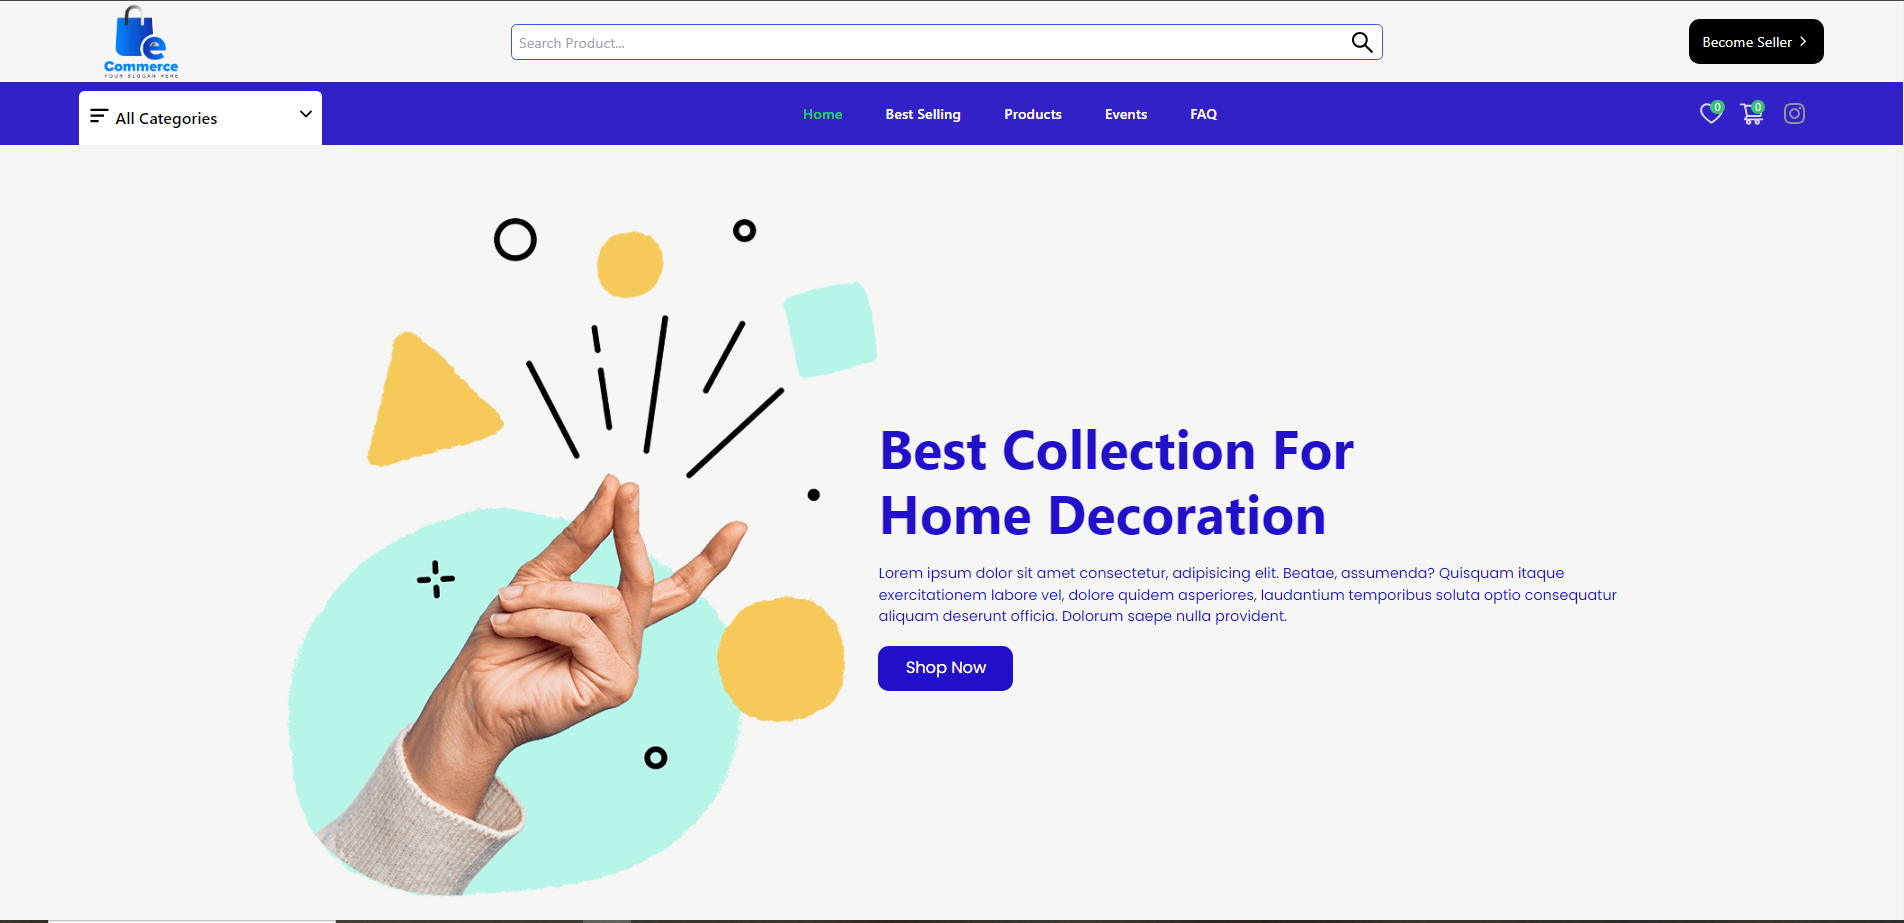 e
Commerce
YOUR SLOGAN HERE
Search Product...
Become Seller
All Categories
Home
Best Selling
Products
Events
FAQ
0
0
Best Collection For
Home Decoration
Lorem ipsum dolor sit amet consectetur, adipisicing elit. Beatae, assumenda? Quisquam itaque
exercitationem labore vel, dolore quidem asperiores, laudantium temporibus soluta optio consequatur
aliquam deserunt officia. Dolorum saepe nulla provident.
Shop Now